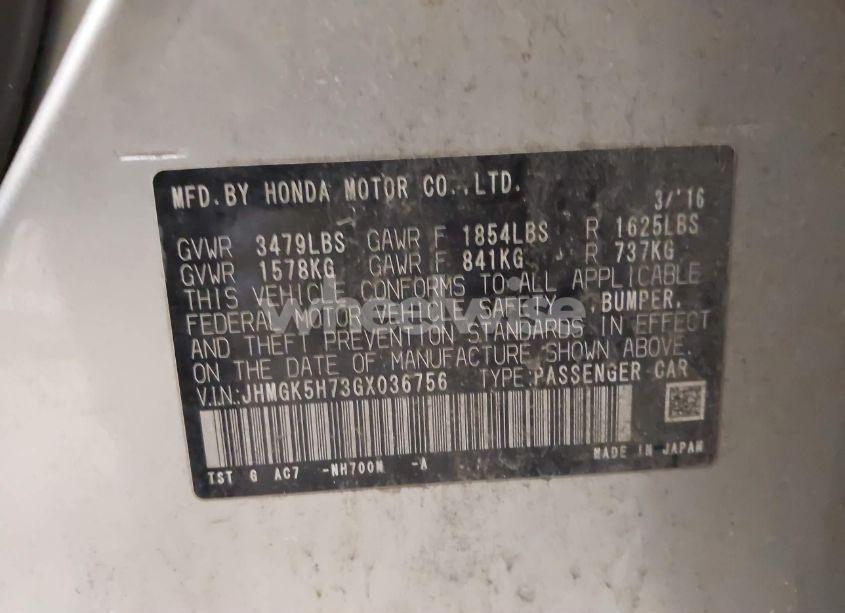 MFD.BY HONDA MOTOR CO.,LTD. 3/'16
GVWR 3479LBS GAWR F 1854LBS R 1625LBS
GVWR 1578KG GAWR F 841KG R 737KG
THIS VEHICLE CONFORMS TO ALL APPLICABLE
FEDERAL MOTOR VEHICLE SAFETY, BUMPER,
AND THEFT PREVENTION STANDARDS IN EFFECT
ON THE DATE OF MANUFACTURE SHOWN ABOVE.
V.I.N:JHMGK5H73GX036756 TYPE:PASSENGER CAR
MADE IN JAPAN
TST G AC7 -NH700M -A
wheelwise